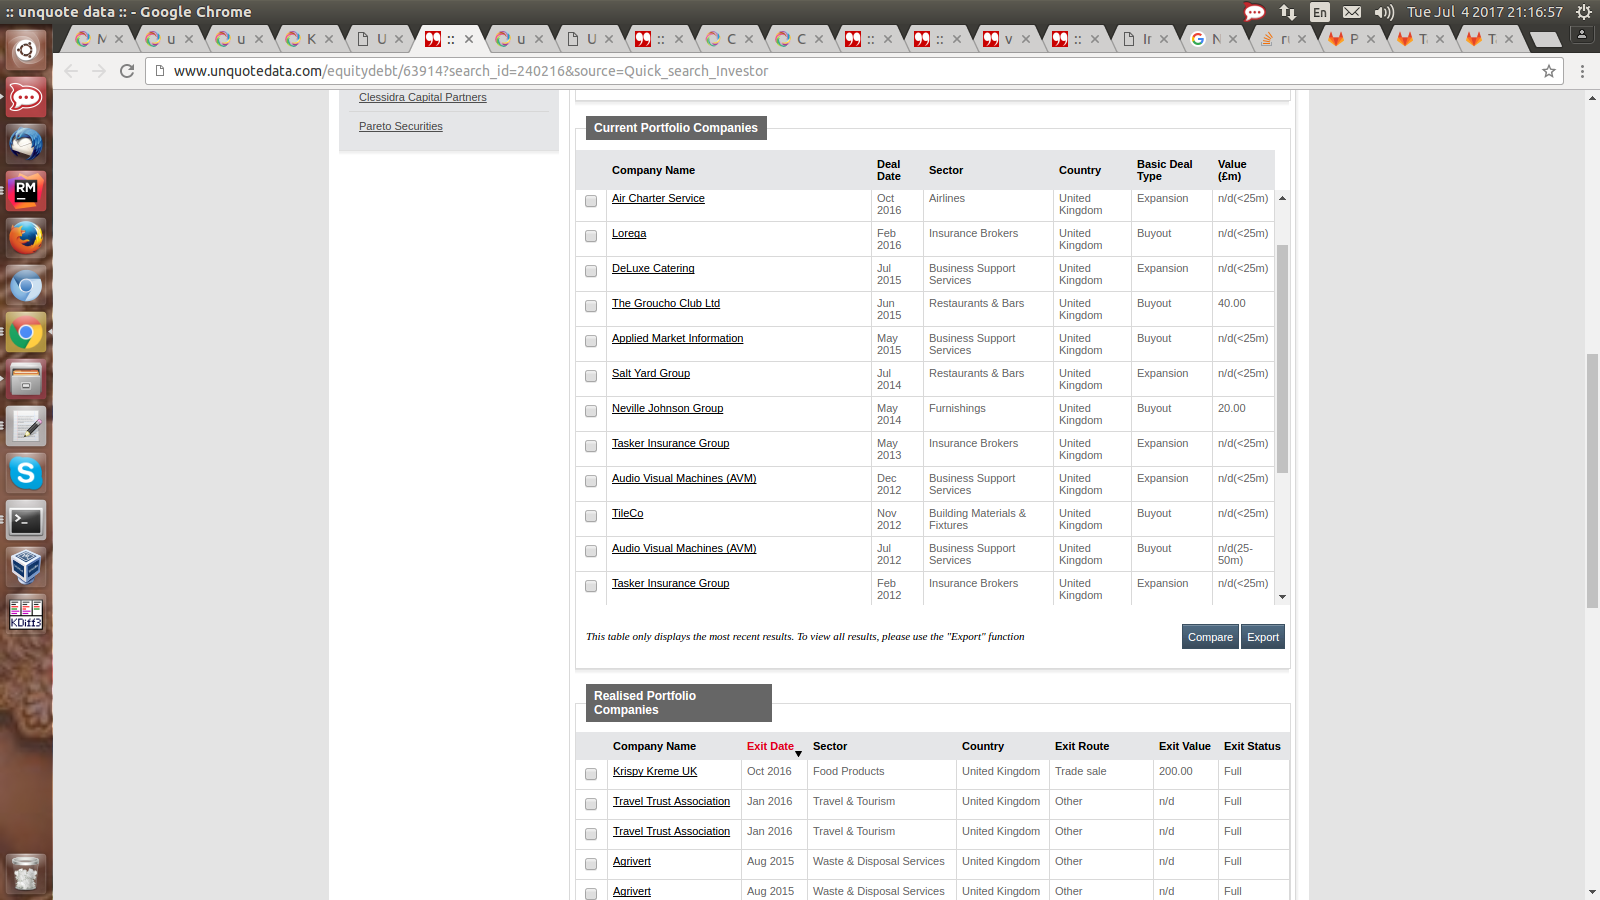 :: unquote data :: - Google Chrome
En
Tue Jul 4 2017 21:16:57
M
u
u
K
U
::
u
U
::
C
C
::
::
v
::
In
N
ru
P
Ta
Ta
www.unquotedata.com/equitydebt/63914?search_id=240216&source=Quick_search_Investor
Clessidra Capital Partners
Pareto Securities
Current Portfolio Companies
Company Name Deal Date Sector Country Basic Deal Type Value (£m)
Air Charter Service Oct 2016 Airlines United Kingdom Expansion n/d(<25m)
Lorega Feb 2016 Insurance Brokers United Kingdom Buyout n/d(<25m)
DeLuxe Catering Jul 2015 Business Support Services United Kingdom Expansion n/d(<25m)
The Groucho Club Ltd Jun 2015 Restaurants & Bars United Kingdom Buyout 40.00
Applied Market Information May 2015 Business Support Services United Kingdom Buyout n/d(<25m)
Salt Yard Group Jul 2014 Restaurants & Bars United Kingdom Expansion n/d(<25m)
Neville Johnson Group May 2014 Furnishings United Kingdom Buyout 20.00
Tasker Insurance Group May 2013 Insurance Brokers United Kingdom Expansion n/d(<25m)
Audio Visual Machines (AVM) Dec 2012 Business Support Services United Kingdom Expansion n/d(<25m)
TileCo Nov 2012 Building Materials & Fixtures United Kingdom Buyout n/d(<25m)
Audio Visual Machines (AVM) Jul 2012 Business Support Services United Kingdom Buyout n/d(25-50m)
Tasker Insurance Group Feb 2012 Insurance Brokers United Kingdom Expansion n/d(<25m)
This table only displays the most recent results. To view all results, please use the "Export" function
Compare Export
Realised Portfolio Companies
Company Name Exit Date Sector Country Exit Route Exit Value Exit Status
Krispy Kreme UK Oct 2016 Food Products United Kingdom Trade sale 200.00 Full
Travel Trust Association Jan 2016 Travel & Tourism United Kingdom Other n/d Full
Travel Trust Association Jan 2016 Travel & Tourism United Kingdom Other n/d Full
Agrivert Aug 2015 Waste & Disposal Services United Kingdom Other n/d Full
Agrivert Aug 2015 Waste & Disposal Services United Kingdom Other n/d Full
RM
KDiff3